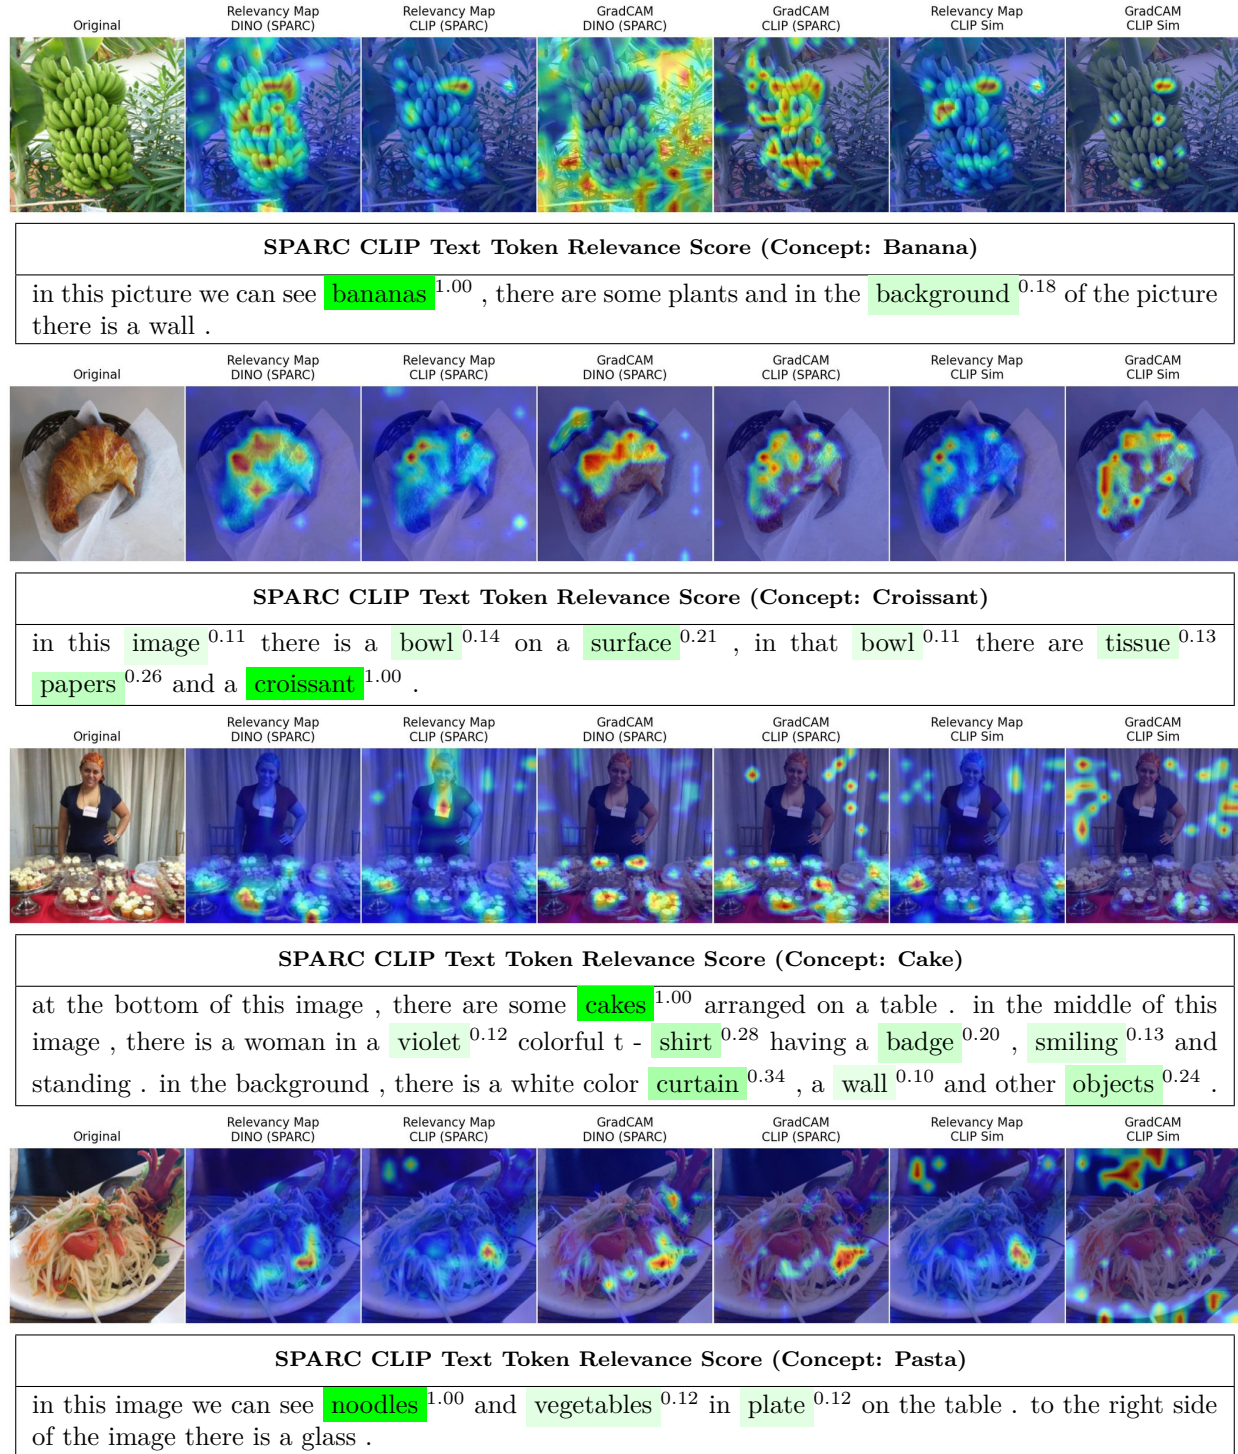 Original
Relevancy Map
DINO (SPARC)
Relevancy Map
CLIP (SPARC)
GradCAM
DINO (SPARC)
GradCAM
CLIP (SPARC)
Relevancy Map
CLIP Sim
GradCAM
CLIP Sim
SPARC CLIP Text Token Relevance Score (Concept: Banana)
in this picture we can see bananas 1.00 , there are some plants and in the background 0.18 of the picture
there is a wall .
Original
Relevancy Map
DINO (SPARC)
Relevancy Map
CLIP (SPARC)
GradCAM
DINO (SPARC)
GradCAM
CLIP (SPARC)
Relevancy Map
CLIP Sim
GradCAM
CLIP Sim
SPARC CLIP Text Token Relevance Score (Concept: Croissant)
in this image 0.11 there is a bowl 0.14 on a surface 0.21 , in that bowl 0.11 there are tissue 0.13
papers 0.26 and a croissant 1.00 .
Original
Relevancy Map
DINO (SPARC)
Relevancy Map
CLIP (SPARC)
GradCAM
DINO (SPARC)
GradCAM
CLIP (SPARC)
Relevancy Map
CLIP Sim
GradCAM
CLIP Sim
SPARC CLIP Text Token Relevance Score (Concept: Cake)
at the bottom of this image , there are some cakes 1.00 arranged on a table . in the middle of this
image , there is a woman in a violet 0.12 colorful t - shirt 0.28 having a badge 0.20 , smiling 0.13 and
standing . in the background , there is a white color curtain 0.34 , a wall 0.10 and other objects 0.24 .
Original
Relevancy Map
DINO (SPARC)
Relevancy Map
CLIP (SPARC)
GradCAM
DINO (SPARC)
GradCAM
CLIP (SPARC)
Relevancy Map
CLIP Sim
GradCAM
CLIP Sim
SPARC CLIP Text Token Relevance Score (Concept: Pasta)
in this image we can see noodles 1.00 and vegetables 0.12 in plate 0.12 on the table . to the right side
of the image there is a glass .